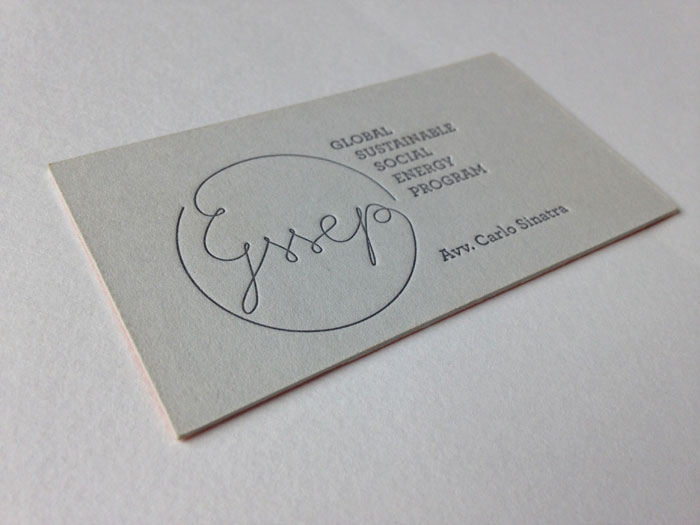 gssep
GLOBAL
SUSTAINABLE
SOCIAL
ENERGY
PROGRAM
Avv. Carlo Sinatra